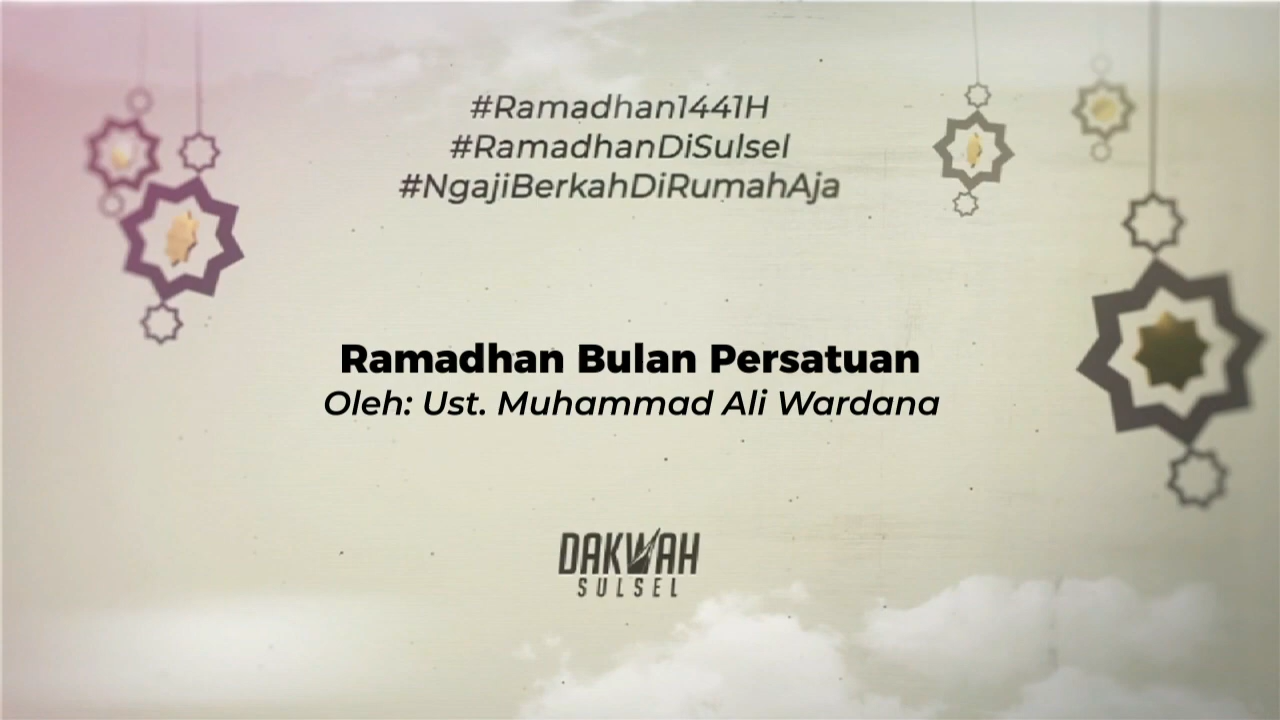 #Ramadhan1441H
#RamadhanDiSulsel
#NgajiBerkahDiRumahAja
Ramadhan Bulan Persatuan
Oleh: Ust. Muhammad Ali Wardana
DAKWAH
SULSEL